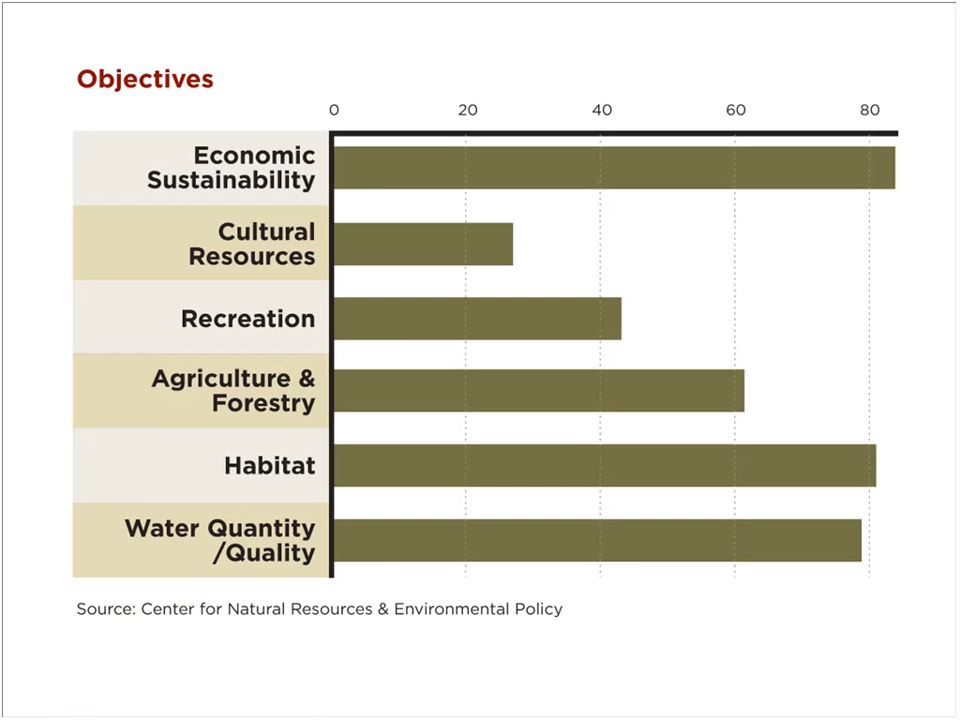 Objectives
0 20 40 60 80
Economic
Sustainability
Cultural
Resources
Recreation
Agriculture &
Forestry
Habitat
Water Quantity
/Quality
Source: Center for Natural Resources & Environmental Policy